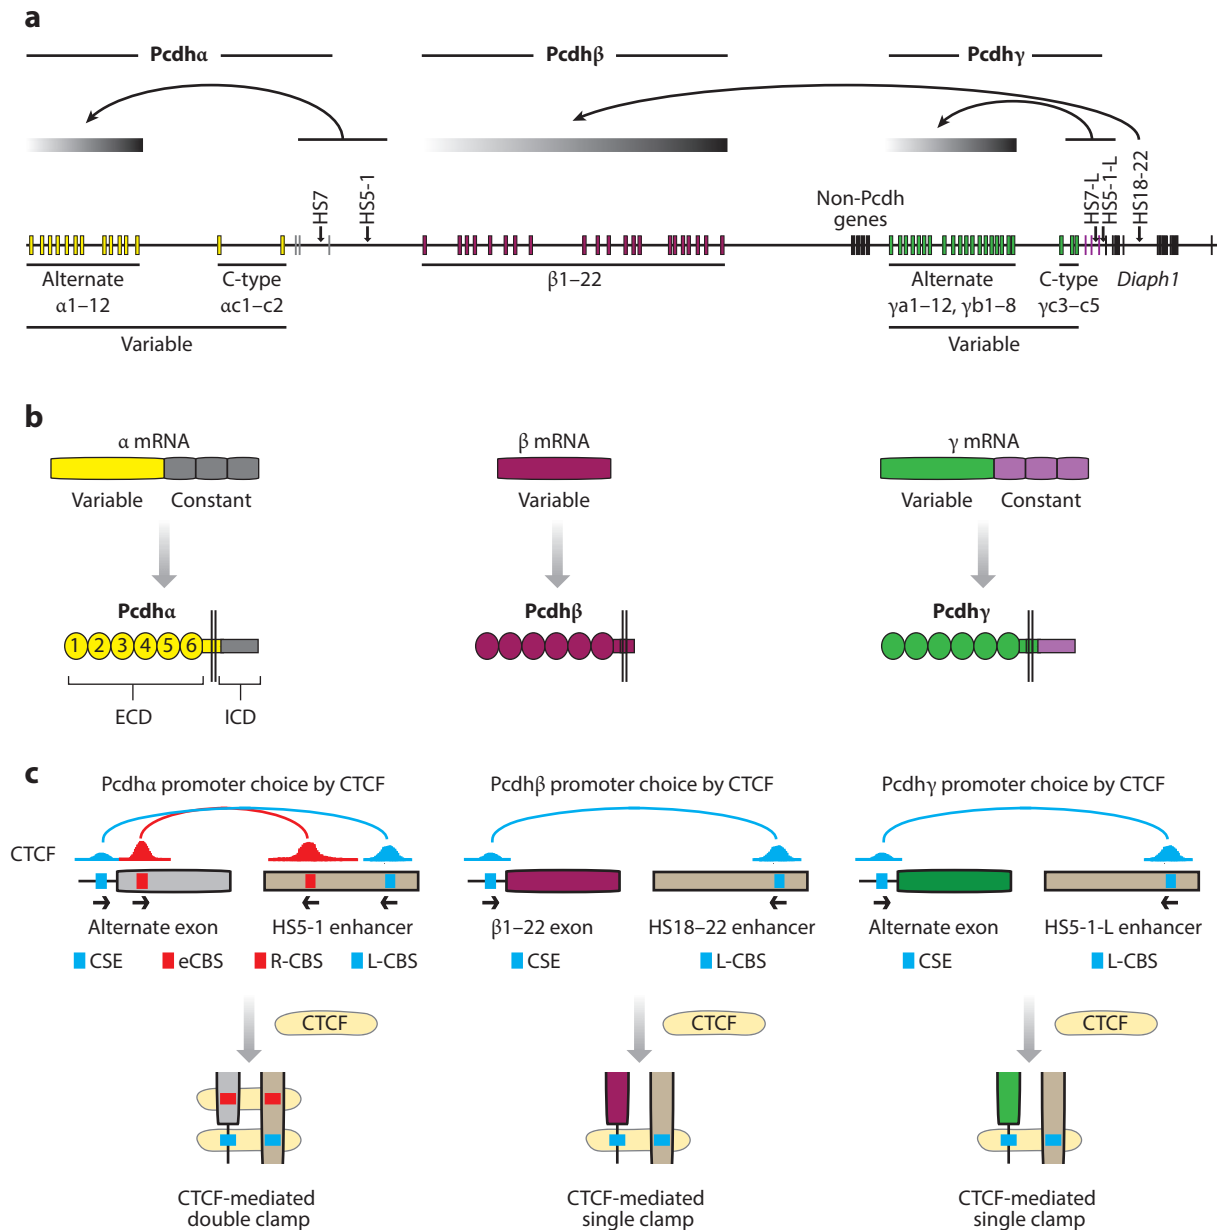 a
Pcdhα
Pcdhβ
Pcdhγ
HS7
HS5-1
Non-Pcdh
genes
HS7-L
HS5-1-L
HS18-22
Alternate
α1–12
C-type
αc1–c2
Variable
β1–22
Alternate
γa1–12, γb1–8
C-type
γc3–c5
Diaph1
Variable
b
α mRNA
β mRNA
γ mRNA
Variable
Constant
Variable
Variable
Constant
Pcdhα
Pcdhβ
Pcdhγ
1 2 3 4 5 6
ECD
ICD
c
Pcdhα promoter choice by CTCF
Pcdhβ promoter choice by CTCF
Pcdhγ promoter choice by CTCF
CTCF
Alternate exon
HS5-1 enhancer
β1–22 exon
HS18–22 enhancer
Alternate exon
HS5-1-L enhancer
CSE
eCBS
R-CBS
L-CBS
CSE
L-CBS
CSE
L-CBS
CTCF
CTCF
CTCF
CTCF-mediated
double clamp
CTCF-mediated
single clamp
CTCF-mediated
single clamp